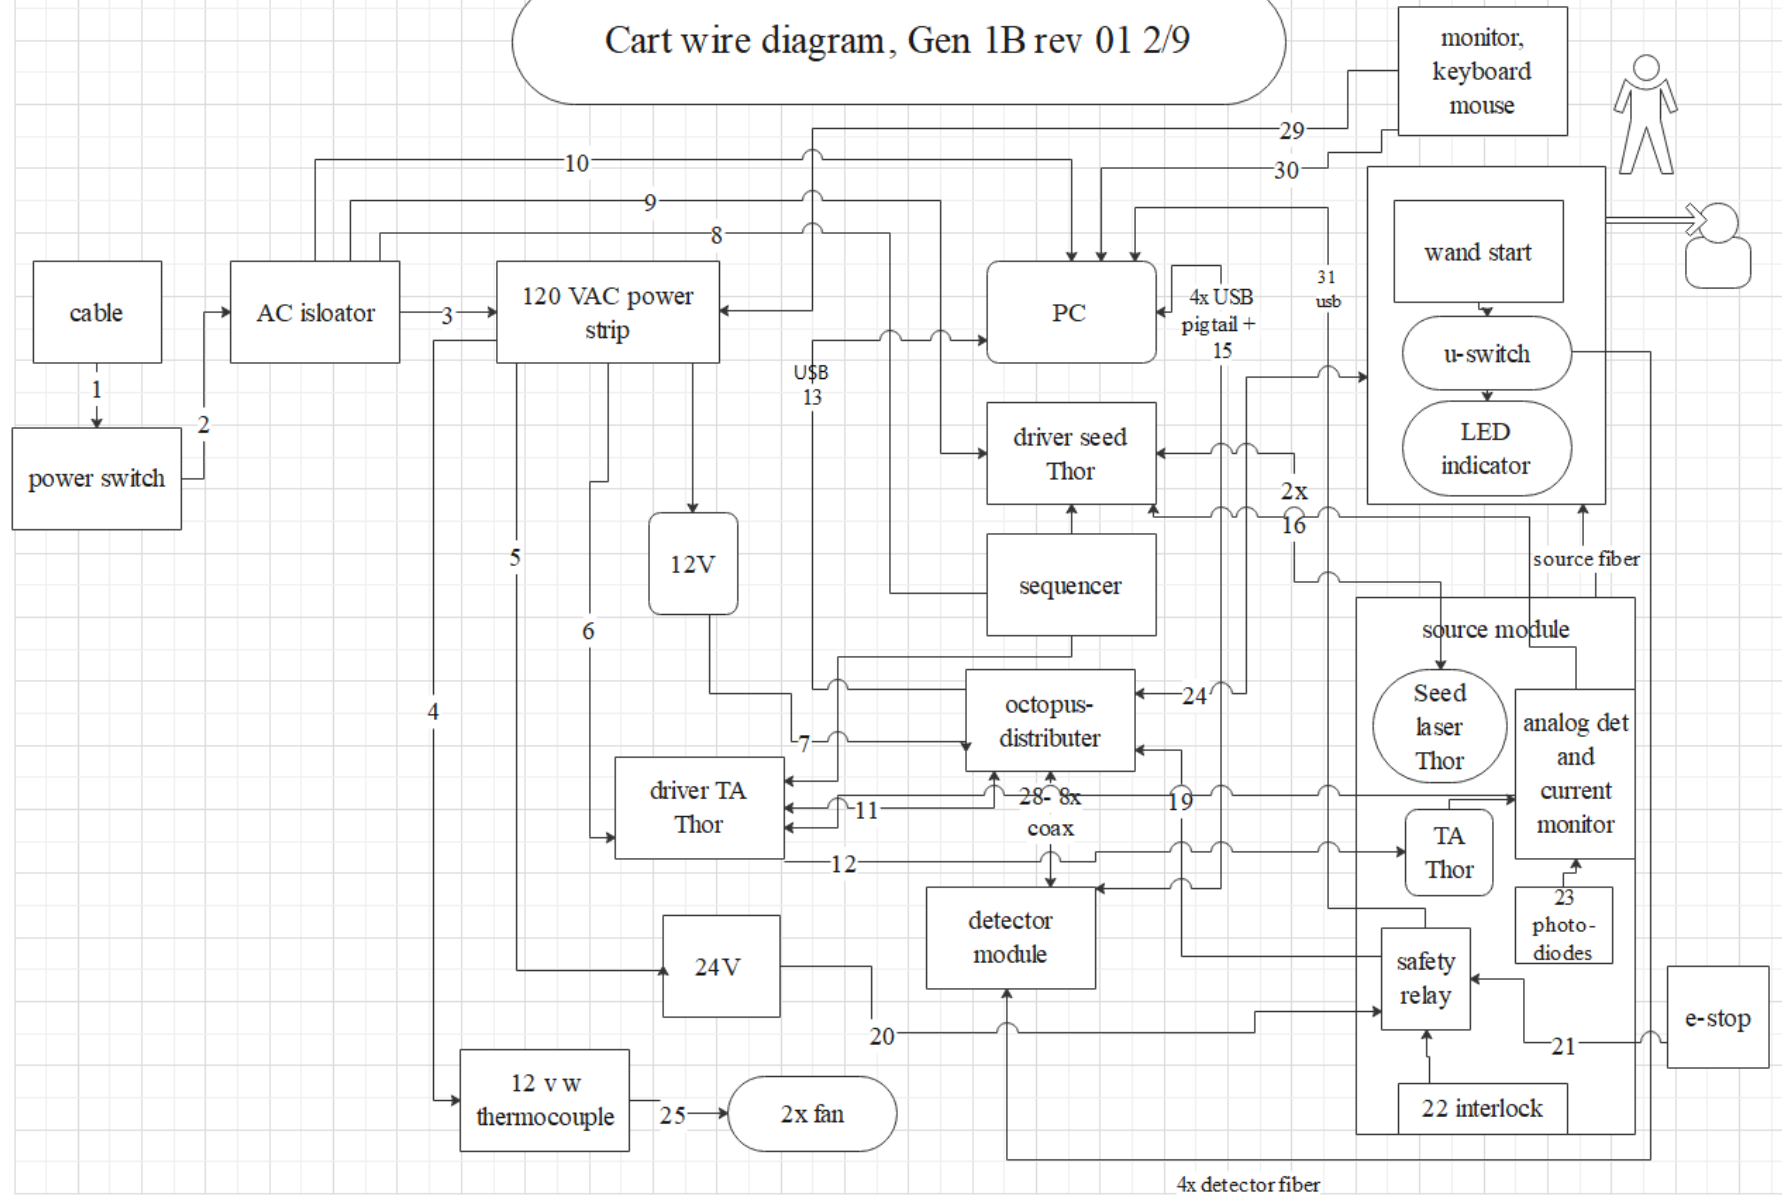 Cart wire diagram, Gen 1B rev 01 2/9
monitor,
keyboard
mouse
29
10
30
9
8
wand start
cable
AC isloator
3
120 VAC power
strip
PC
4x USB
pigtail +
15
31
usb
u-switch
1
2
U$B
13
driver seed
Thor
LED
indicator
power switch
2x
16
5
12V
sequencer
source fiber
6
source module
4
octopus-
distributer
24
Seed
laser
Thor
analog det
and
current
monitor
7
driver TA
Thor
11
28- 8x
coax
19
12
TA
Thor
23
photo-
diodes
24V
detector
module
safety
relay
e-stop
20
21
12 v w
thermocouple
25
2x fan
22 interlock
4x detector fiber